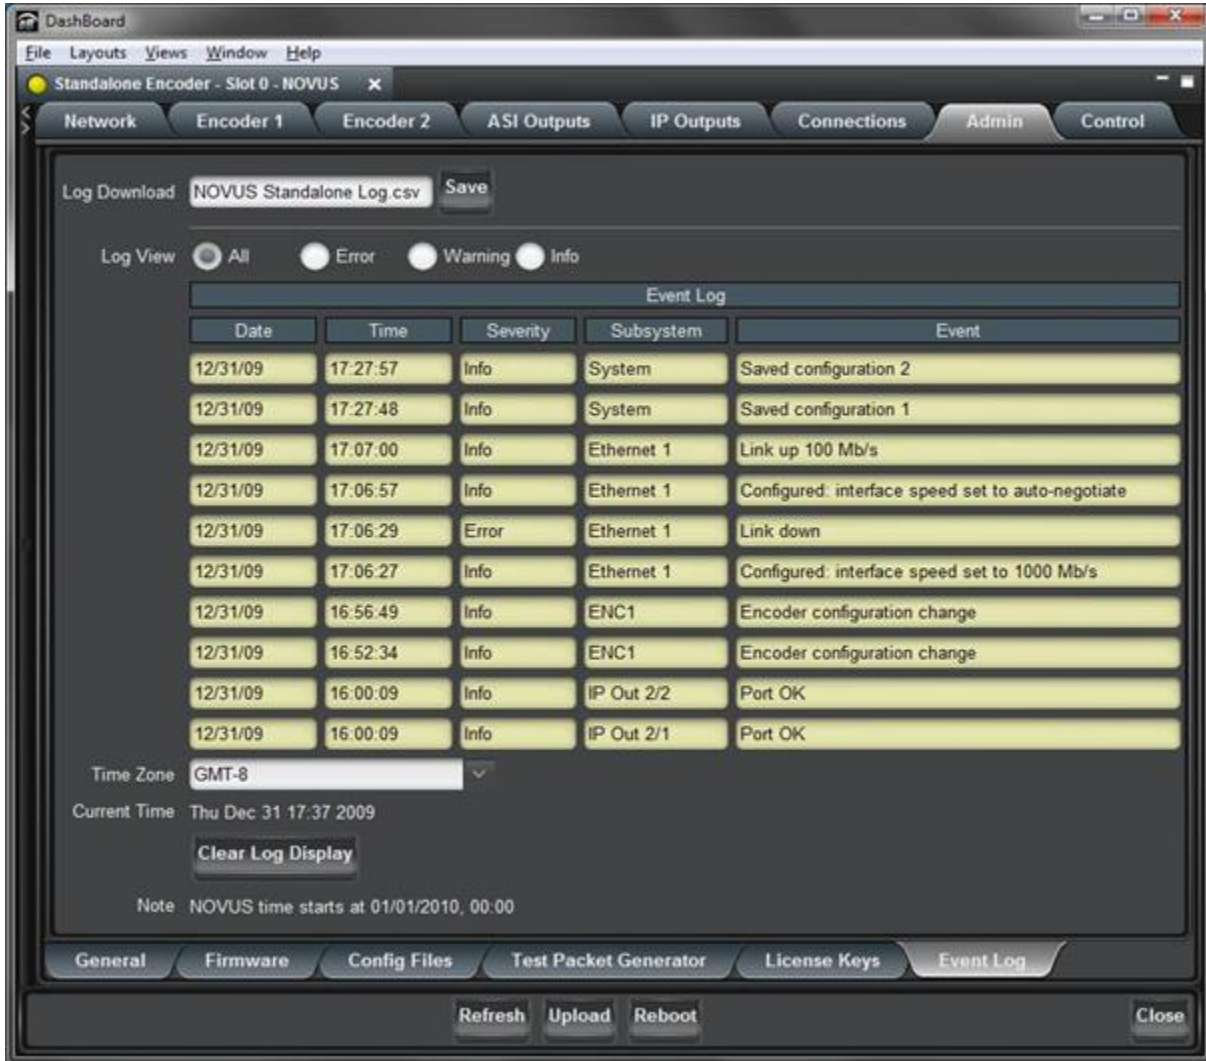 DashBoard
File Layouts Views Window Help
Standalone Encoder - Slot 0 - NOVUS
Network Encoder 1 Encoder 2 ASI Outputs IP Outputs Connections Admin Control
Log Download NOVUS Standalone Log.csv Save
Log View All Error Warning Info
Event Log
Date Time Severity Subsystem Event
12/31/09 17:27:57 Info System Saved configuration 2
12/31/09 17:27:48 Info System Saved configuration 1
12/31/09 17:07:00 Info Ethernet 1 Link up 100 Mb/s
12/31/09 17:06:57 Info Ethernet 1 Configured: interface speed set to auto-negotiate
12/31/09 17:06:29 Error Ethernet 1 Link down
12/31/09 17:06:27 Info Ethernet 1 Configured: interface speed set to 1000 Mb/s
12/31/09 16:56:49 Info ENC1 Encoder configuration change
12/31/09 16:52:34 Info ENC1 Encoder configuration change
12/31/09 16:00:09 Info IP Out 2/2 Port OK
12/31/09 16:00:09 Info IP Out 2/1 Port OK
Time Zone GMT-8
Current Time Thu Dec 31 17:37 2009
Clear Log Display
Note NOVUS time starts at 01/01/2010, 00:00
General Firmware Config Files Test Packet Generator License Keys Event Log
Refresh Upload Reboot Close